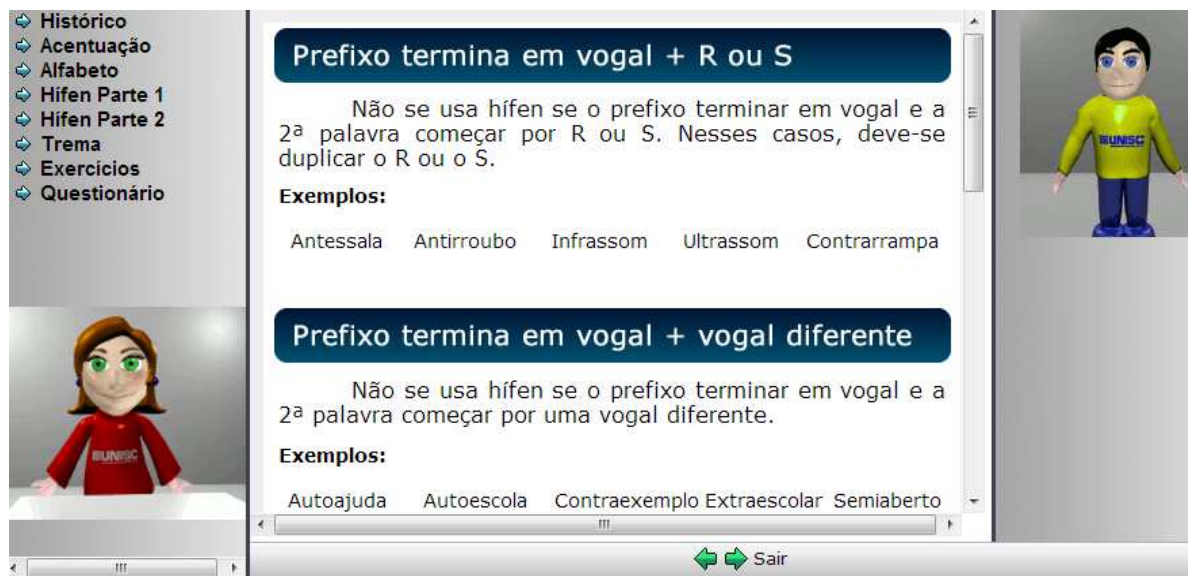 Histórico
Acentuação
Alfabeto
Hífen Parte 1
Hífen Parte 2
Trema
Exercícios
Questionário
UNISC
Prefixo termina em vogal + R ou S
Não se usa hífen se o prefixo terminar em vogal e a
2ª palavra começar por R ou S. Nesses casos, deve-se
duplicar o R ou o S.
Exemplos:
Antessala Antirroubo Infrassom Ultrassom Contrarrampa
Prefixo termina em vogal + vogal diferente
Não se usa hífen se o prefixo terminar em vogal e a
2ª palavra começar por uma vogal diferente.
Exemplos:
Autoajuda Autoescola Contraexemplo Extraescolar Semiaberto
Sair
UNISC